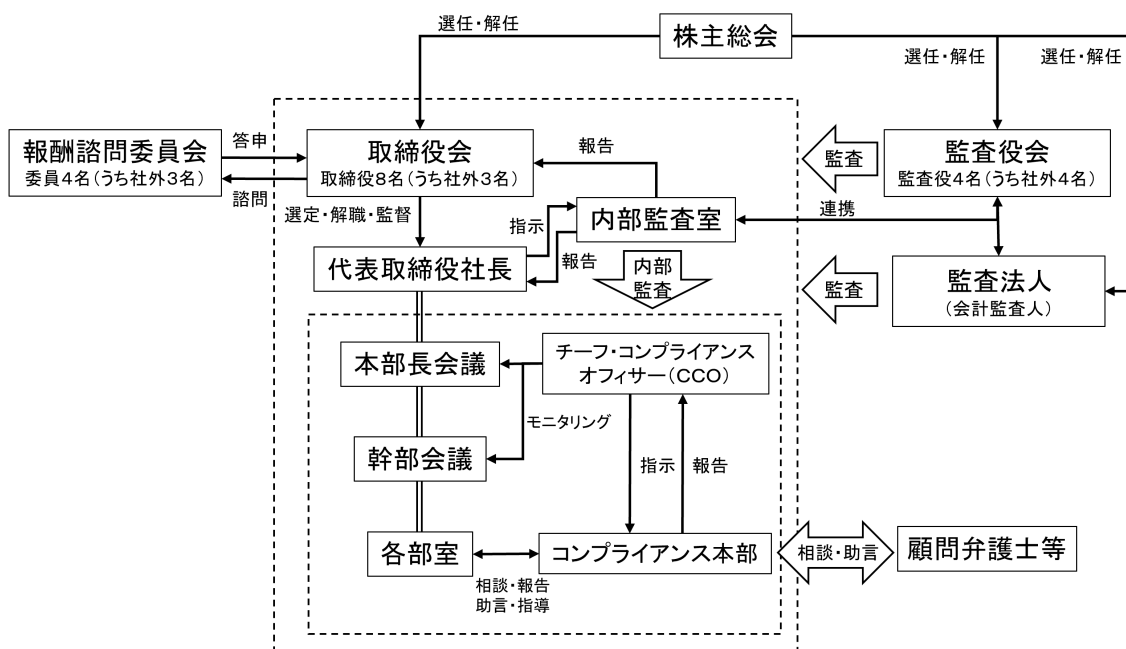 選任・解任
株主総会
選任・解任
選任・解任
報酬諮問委員会
委員4名(うち社外3名)
答申
諮問
取締役会
取締役8名(うち社外3名)
報告
監査
監査役会
監査役4名(うち社外4名)
選定・解職・監督
指示
内部監査室
連携
代表取締役社長
報告
内部
監査
監査
監査法人
(会計監査人)
本部長会議
チーフ・コンプライアンス
オフィサー(CCO)
モニタリング
幹部会議
指示
報告
各部室
コンプライアンス本部
相談・報告
助言・指導
相談・助言
顧問弁護士等